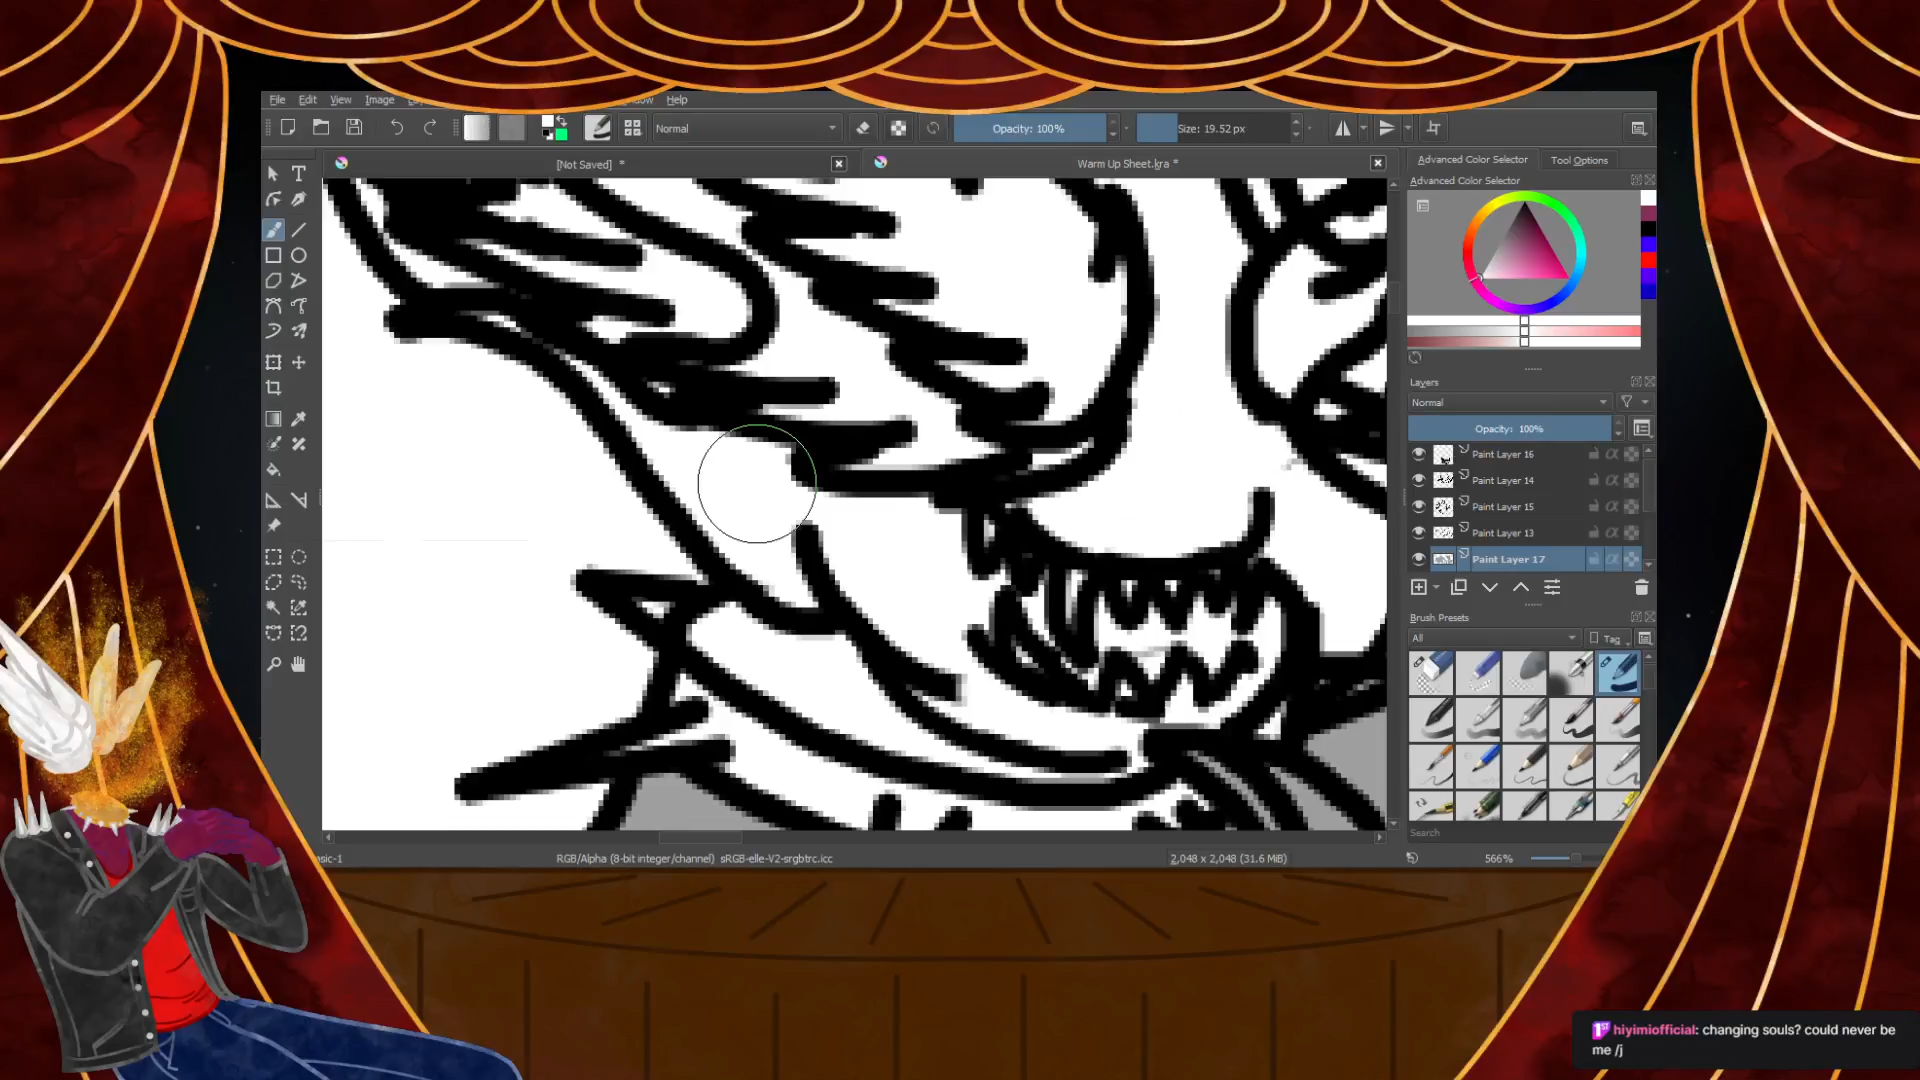 File Edit View Image Help
Normal
Opacity: 100%
Size: 19.52 px
[Not Saved] *
Warm Up Sheet.kra *
Advanced Color Selector
Tool Options
Advanced Color Selector
Layers
Normal
Opacity: 100%
Paint Layer 16
Paint Layer 14
Paint Layer 15
Paint Layer 13
Paint Layer 17
Brush Presets
All
Tag
Search
RGB/Alpha (8-bit integer/channel) sRGB-elle-V2-srgbtrc.icc
2,048 x 2,048 (31.6 MiB)
566%
1ST hiyimiofficial: changing souls? could never be
me /j